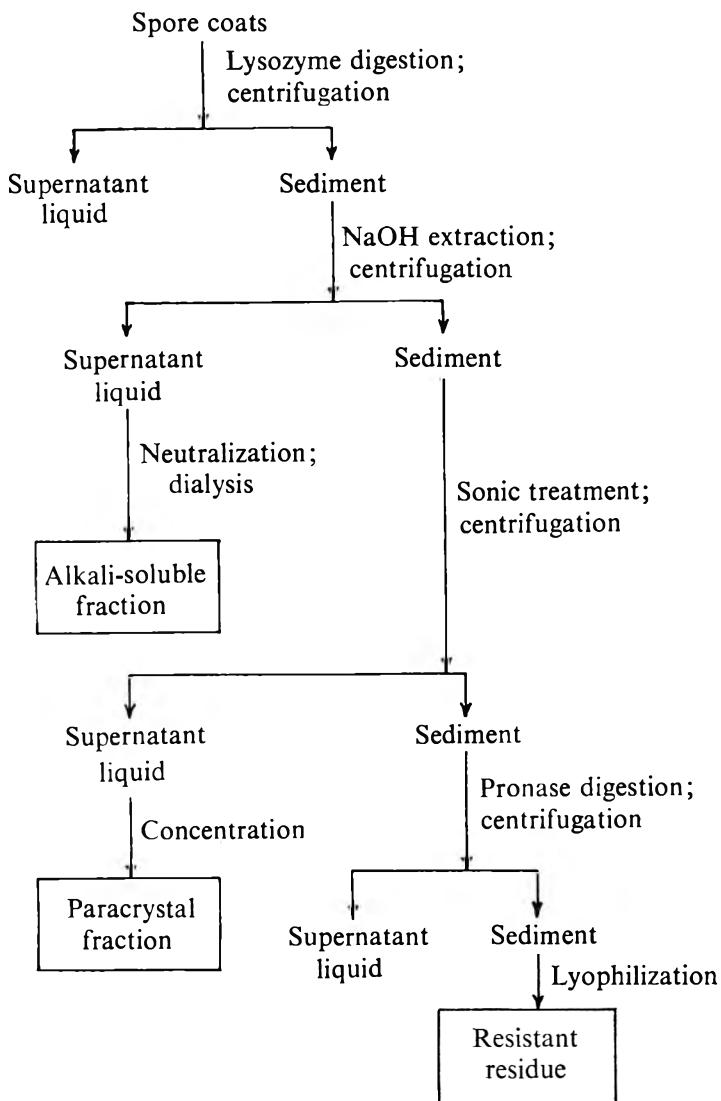 Spore coats
Lysozyme digestion;
centrifugation
Supernatant
liquid
Sediment
NaOH extraction;
centrifugation
Supernatant
liquid
Sediment
Neutralization;
dialysis
Sonic treatment;
centrifugation
Alkali-soluble
fraction
Supernatant
liquid
Sediment
Pronase digestion;
centrifugation
Concentration
Paracrystal
fraction
Supernatant
liquid
Sediment
Lyophilization
Resistant
residue